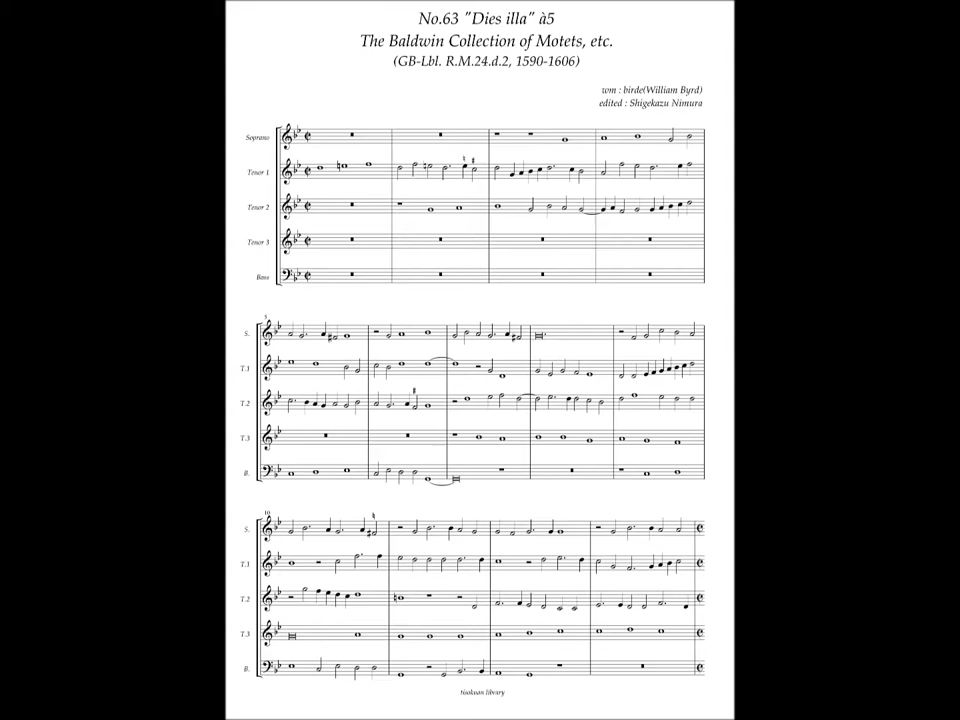 No.63 "Dies illa" à5
The Baldwin Collection of Motets, etc.
(GB-Lbl. R.M.24.d.2, 1590-1606)
wm : birde(William Byrd)
edited : Shigekazu Nimura
Soprano
Tenor 1
Tenor 2
Tenor 3
Bass
5
S.
T.1
T.2
T.3
B.
10
S.
T.1
T.2
T.3
B.